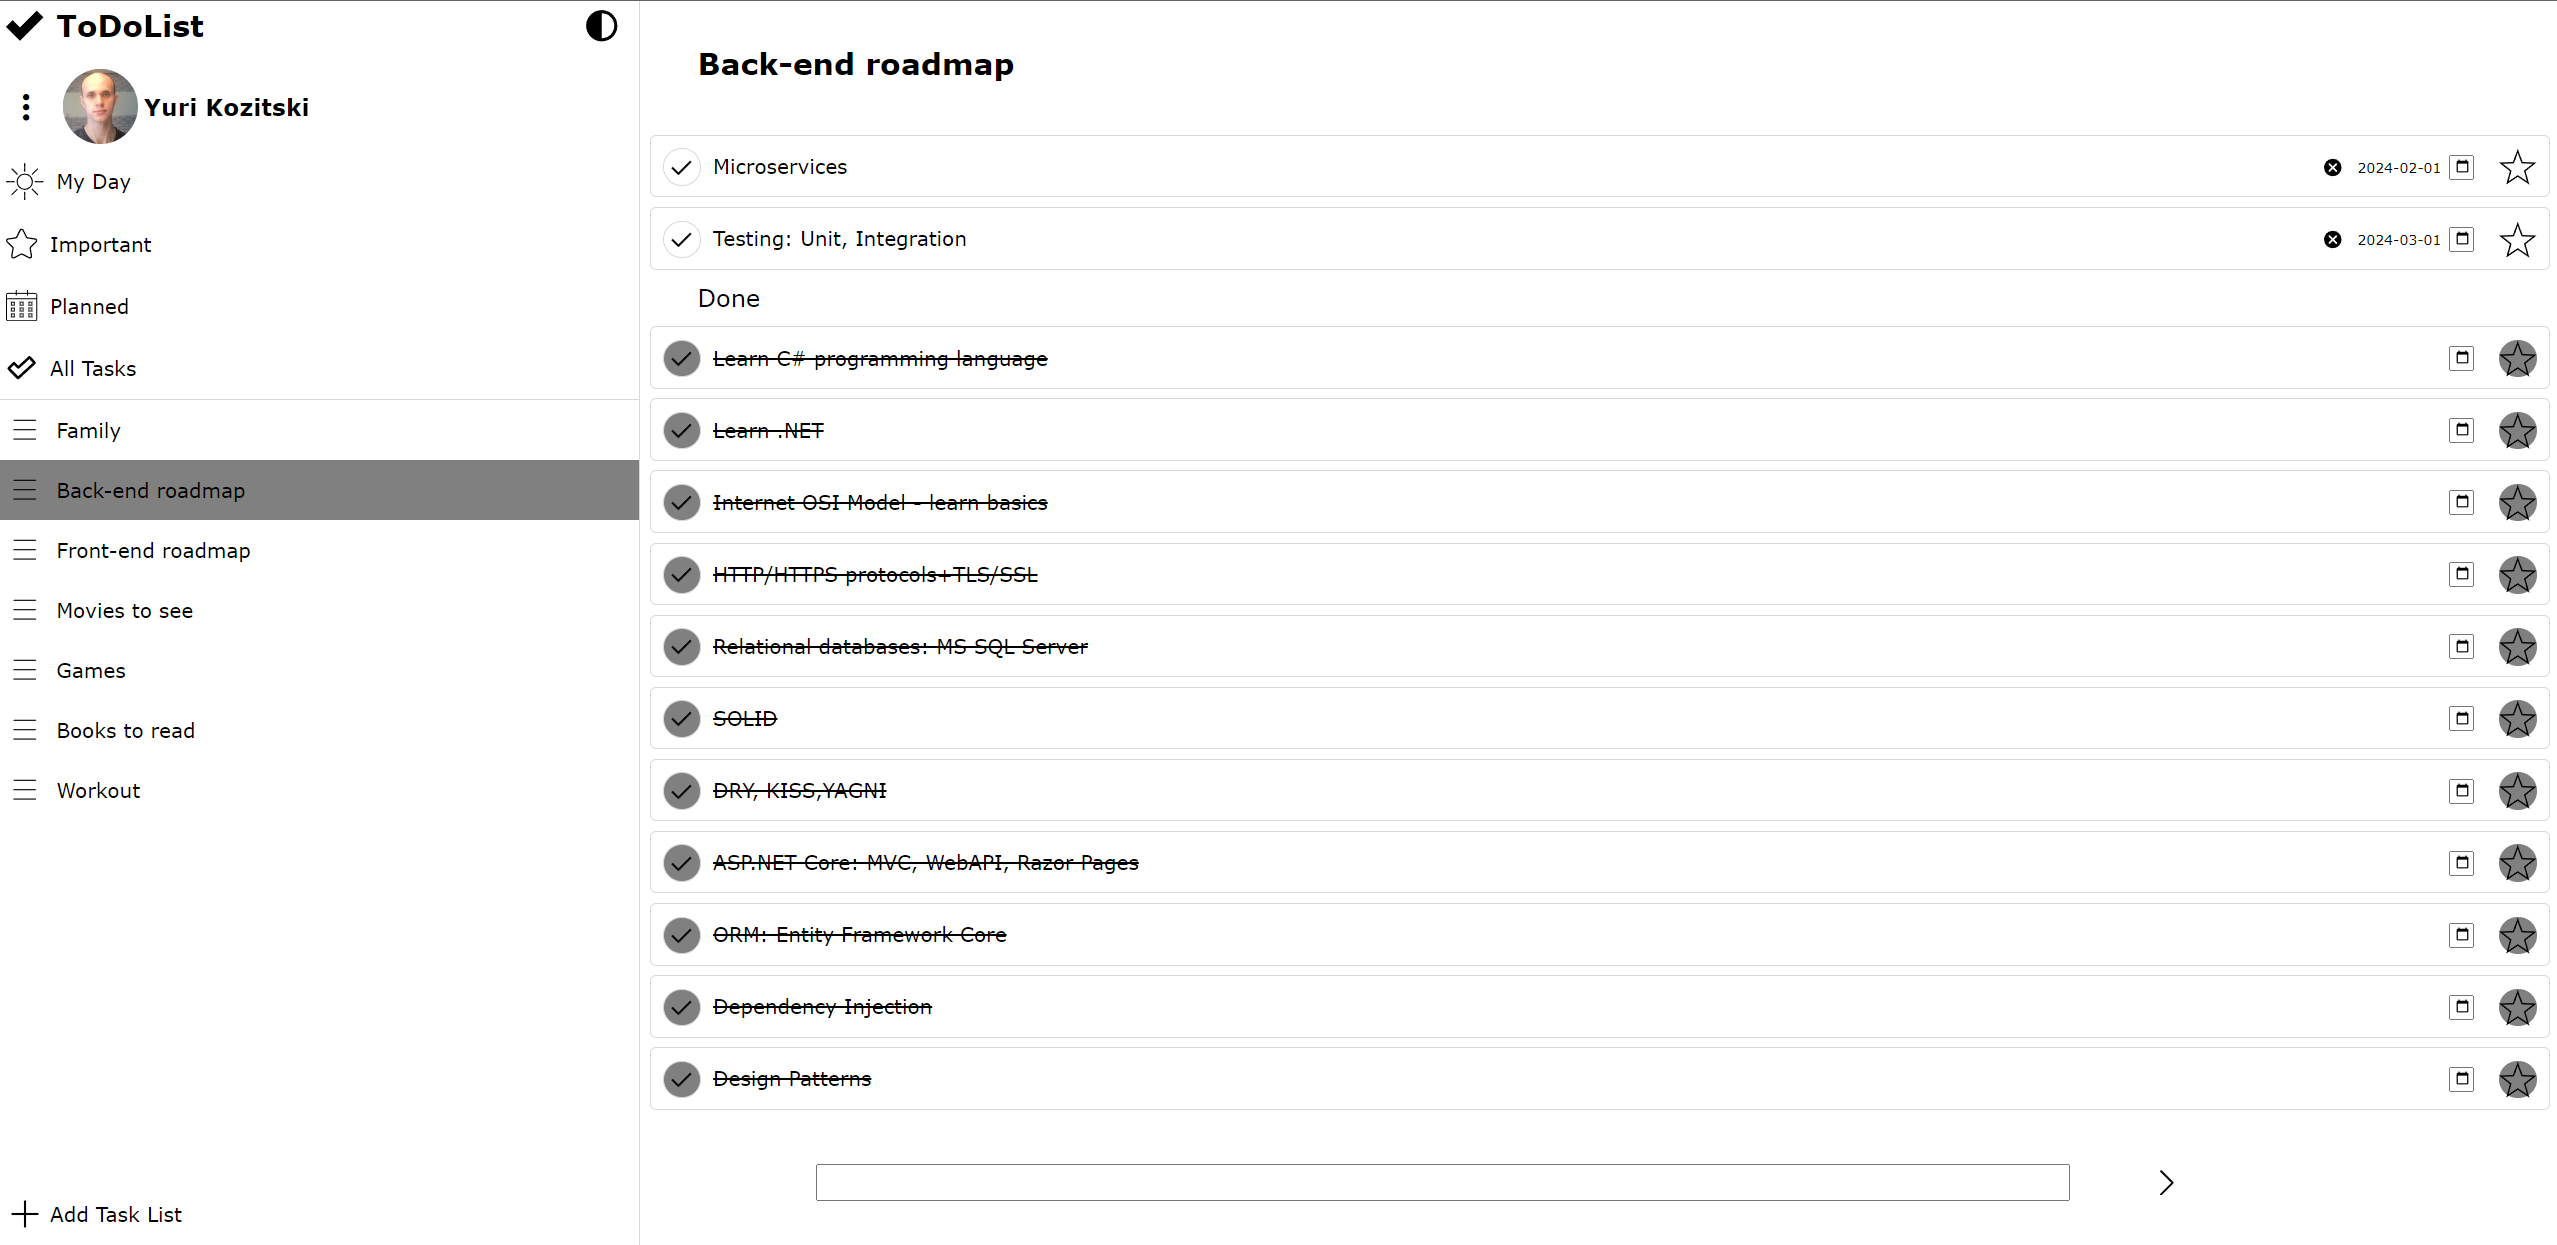 ToDoList
Yuri Kozitski
My Day
Important
Planned
All Tasks
Family
Back-end roadmap
Front-end roadmap
Movies to see
Games
Books to read
Workout
Add Task List
Back-end roadmap
Microservices 2024-02-01
Testing: Unit, Integration 2024-03-01
Done
Learn C# programming language
Learn .NET
Internet OSI Model - learn basics
HTTP/HTTPS protocols+TLS/SSL
Relational databases: MS SQL Server
SOLID
DRY, KISS,YAGNI
ASP.NET Core: MVC, WebAPI, Razor Pages
ORM: Entity Framework Core
Dependency Injection
Design Patterns